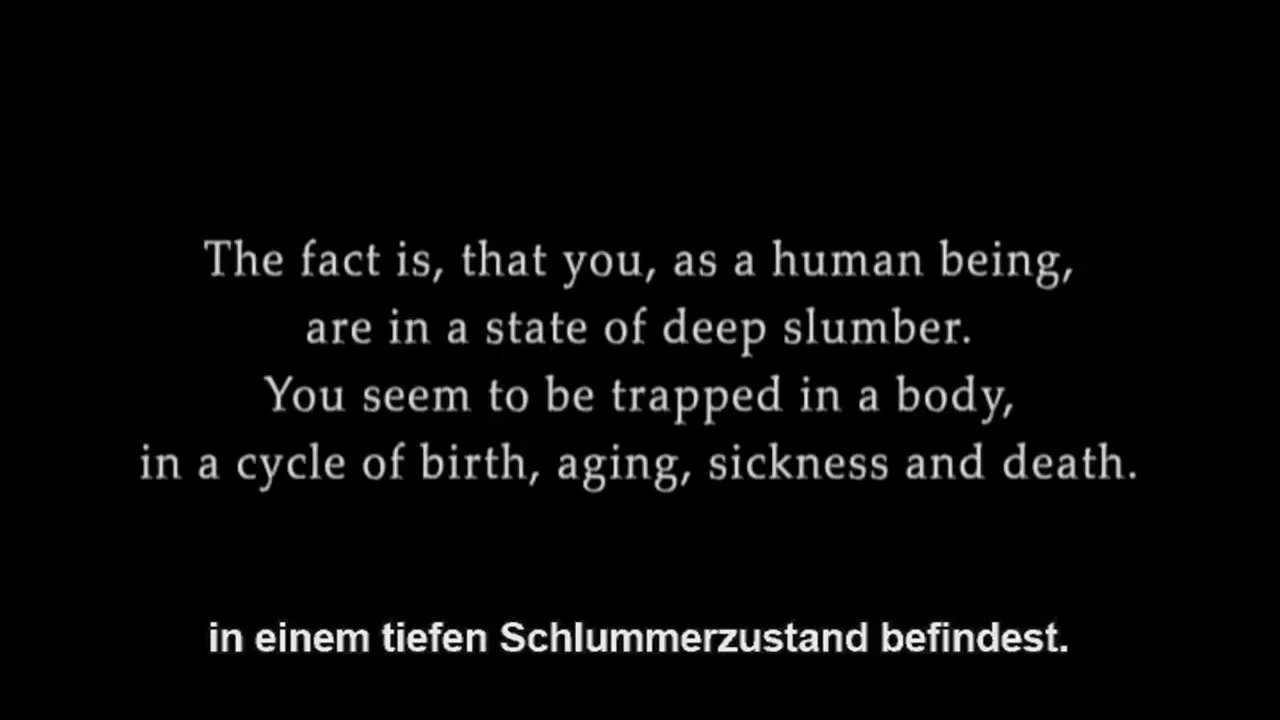 The fact is, that you, as a human being,
are in a state of deep slumber.
You seem to be trapped in a body,
in a cycle of birth, aging, sickness and death.
in einem tiefen Schlummerzustand befindest.